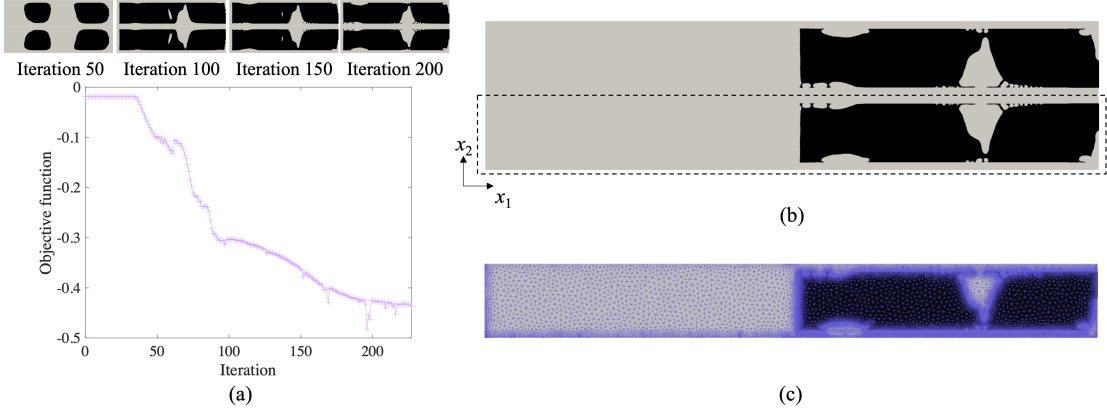 Iteration 50 Iteration 100 Iteration 150 Iteration 200
0
-0.1
-0.2
-0.3
-0.4
-0.5
Objective function
0 50 100 150 200
Iteration
(a)
x2
x1
(b)
(c)